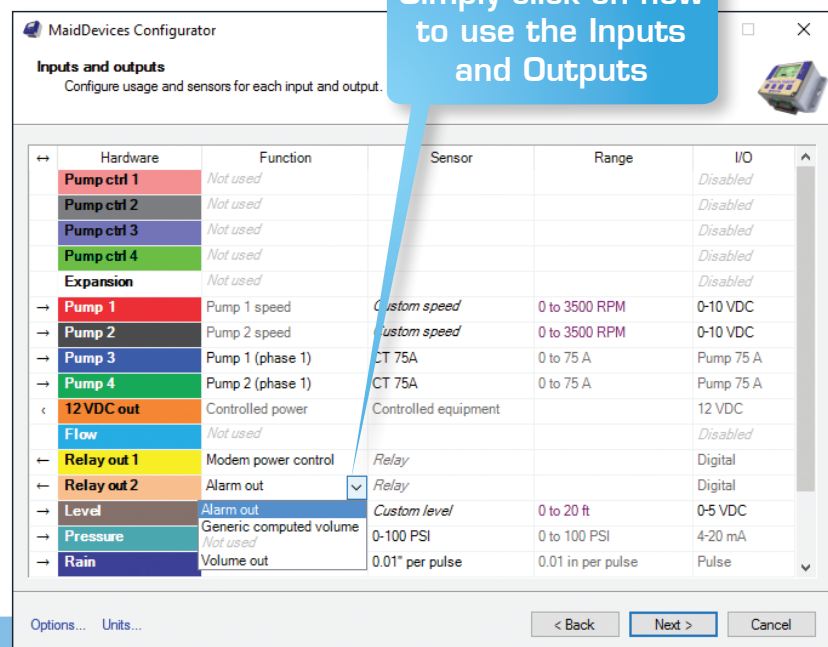 Simply click on how
to use the Inputs
and Outputs
MaidDevices Configurator
Inputs and outputs
Configure usage and sensors for each input and output.
↔ Hardware Function Sensor Range I/O
Pump ctrl 1 Not used Disabled
Pump ctrl 2 Not used Disabled
Pump ctrl 3 Not used Disabled
Pump ctrl 4 Not used Disabled
Expansion Not used Disabled
→ Pump 1 Pump 1 speed Custom speed 0 to 3500 RPM 0-10 VDC
→ Pump 2 Pump 2 speed Custom speed 0 to 3500 RPM 0-10 VDC
→ Pump 3 Pump 1 (phase 1) CT 75A 0 to 75 A Pump 75 A
→ Pump 4 Pump 2 (phase 1) CT 75A 0 to 75 A Pump 75 A
‹ 12 VDC out Controlled power Controlled equipment 12 VDC
Flow Not used Disabled
← Relay out 1 Modem power control Relay Digital
← Relay out 2 Alarm out Relay Digital
→ Level Alarm out Custom level 0 to 20 ft 0-5 VDC
Generic computed volume
→ Pressure Not used 0-100 PSI 0 to 100 PSI 4-20 mA
→ Rain Volume out 0.01" per pulse 0.01 in per pulse Pulse
Options... Units... < Back Next > Cancel